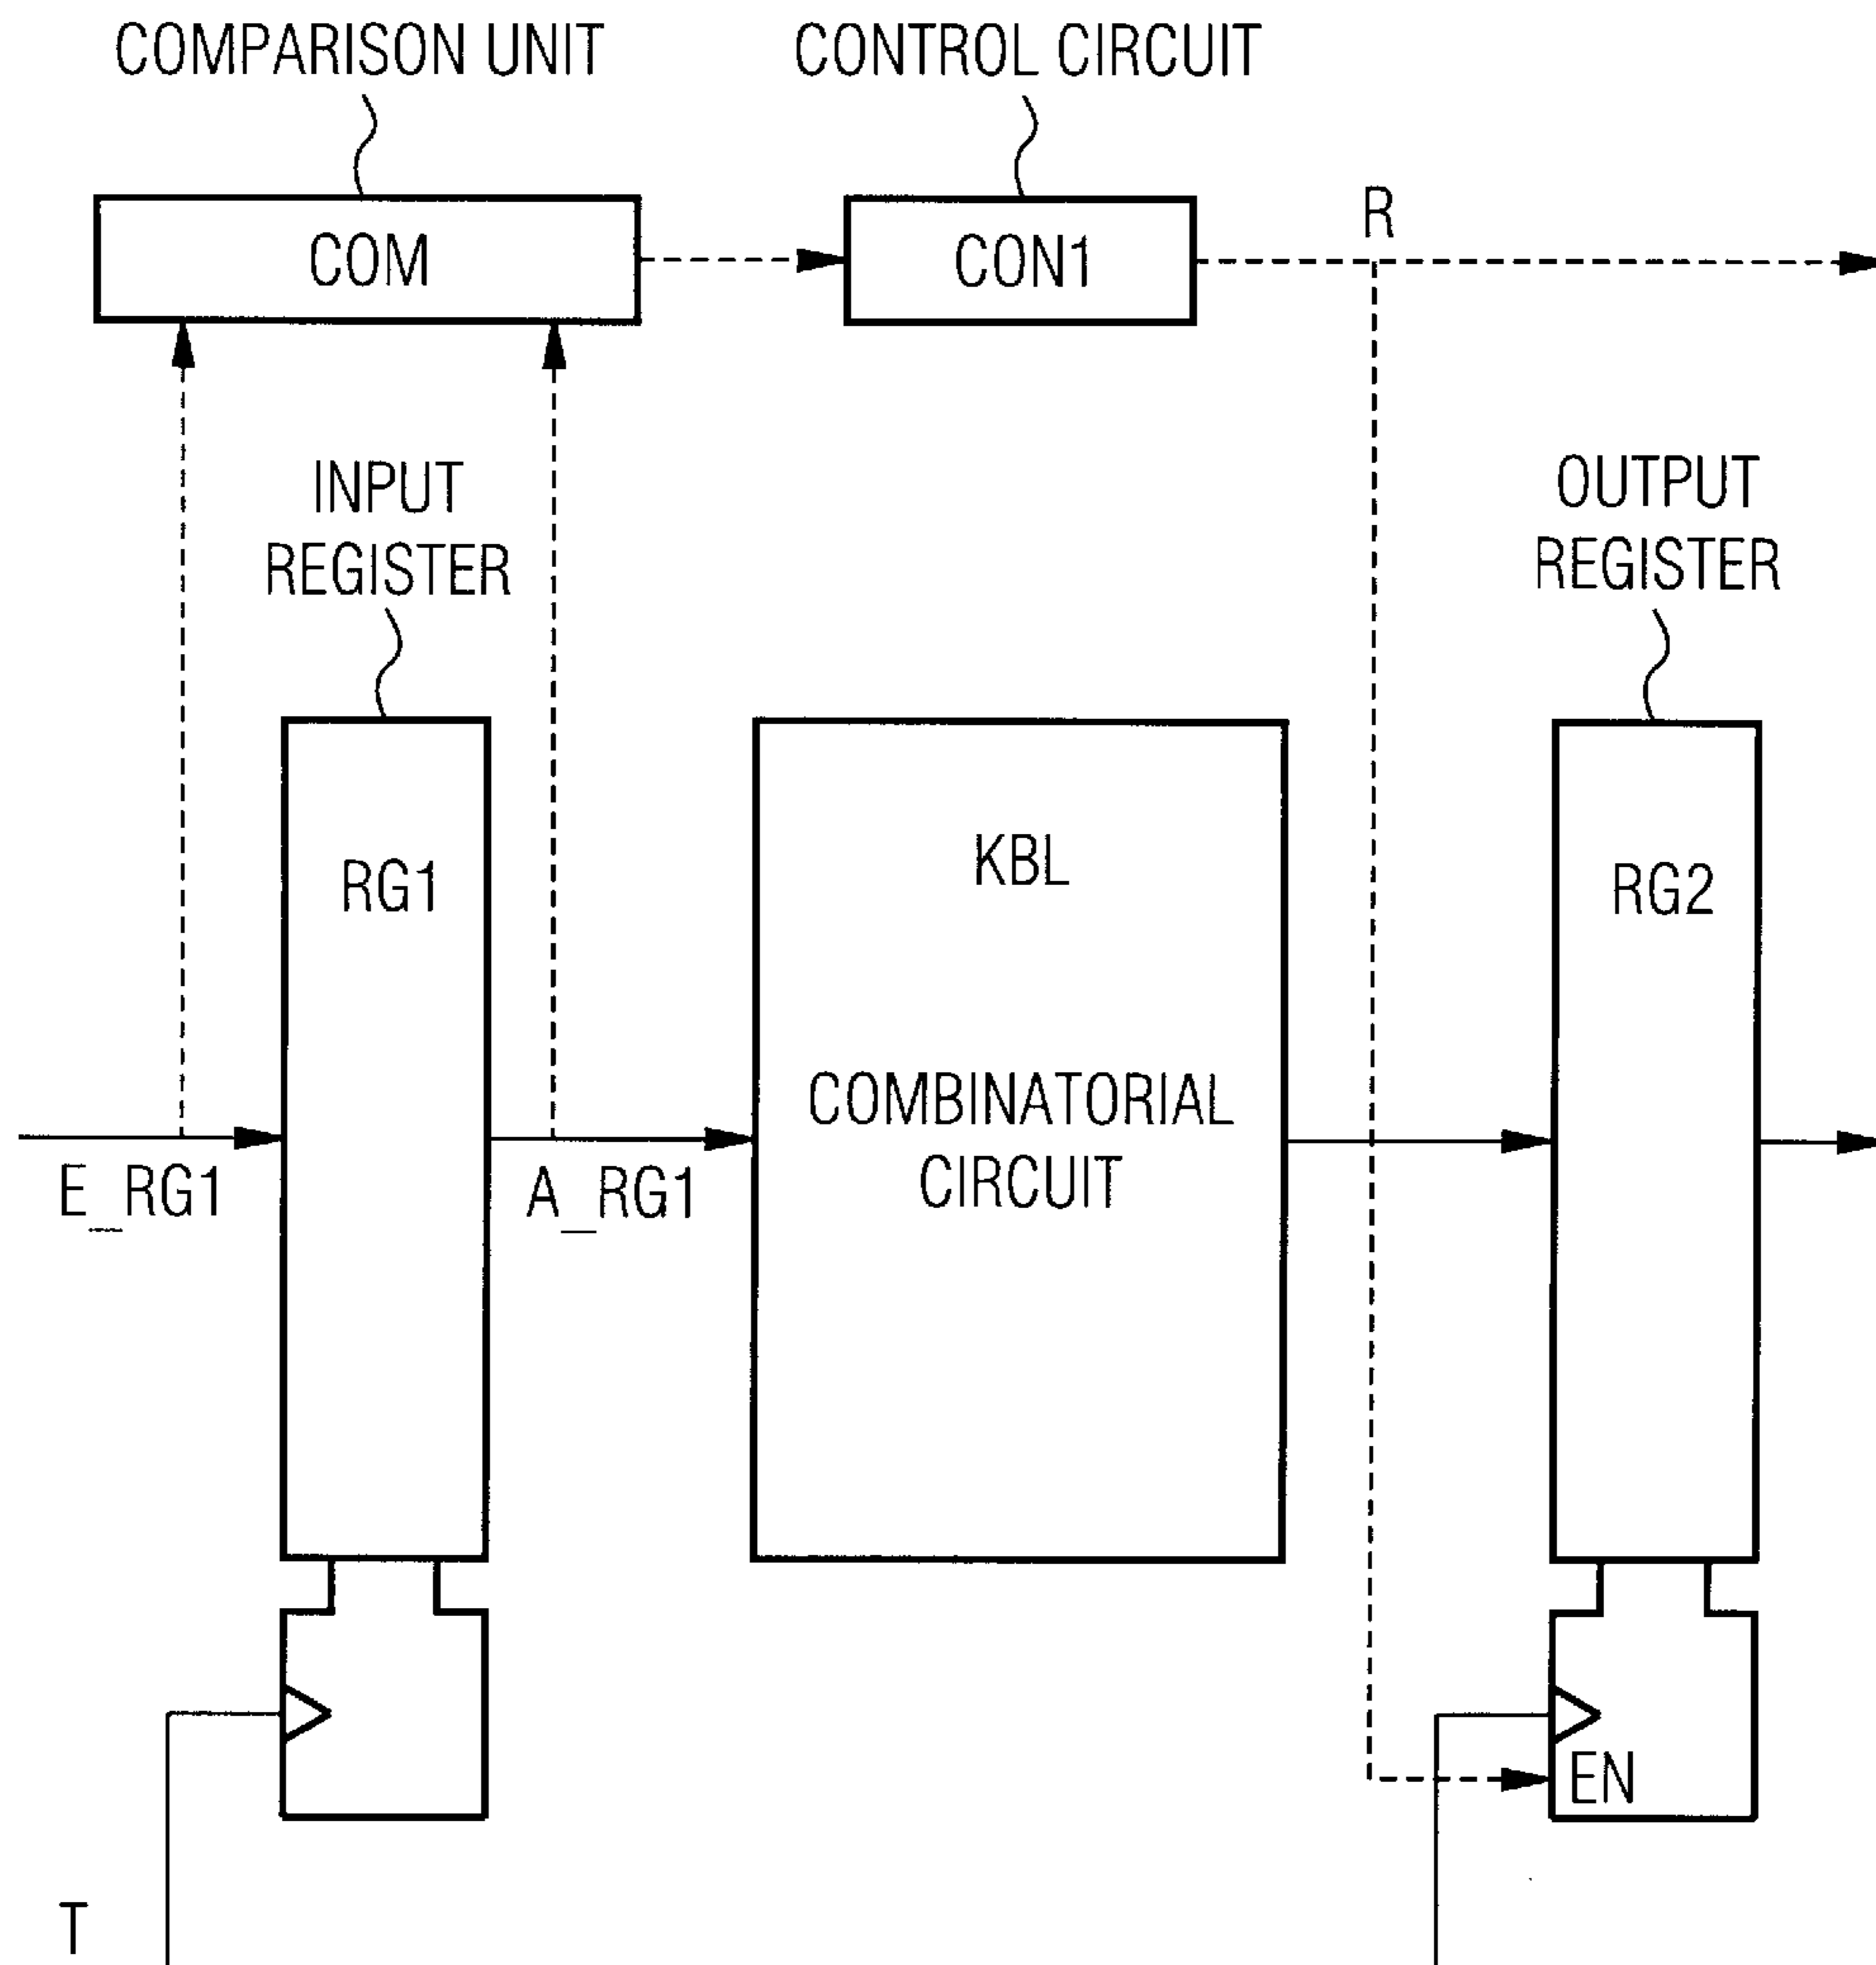 COMPARISON UNIT
CONTROL CIRCUIT
COM
CON1
R
INPUT
REGISTER
OUTPUT
REGISTER
RG1
KBL
RG2
COMBINATORIAL
CIRCUIT
E_RG1
A_RG1
EN
T